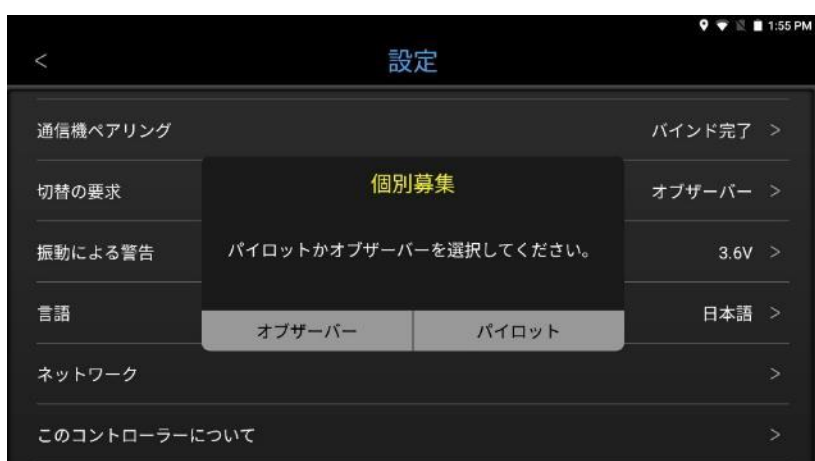 1:55 PM
<
設定
通信機ペアリング バインド完了 >
切替の要求 オブザーバー >
個別募集
振動による警告 3.6V >
パイロットかオブザーバーを選択してください。
言語 日本語 >
オブザーバー パイロット
ネットワーク >
このコントローラーについて >